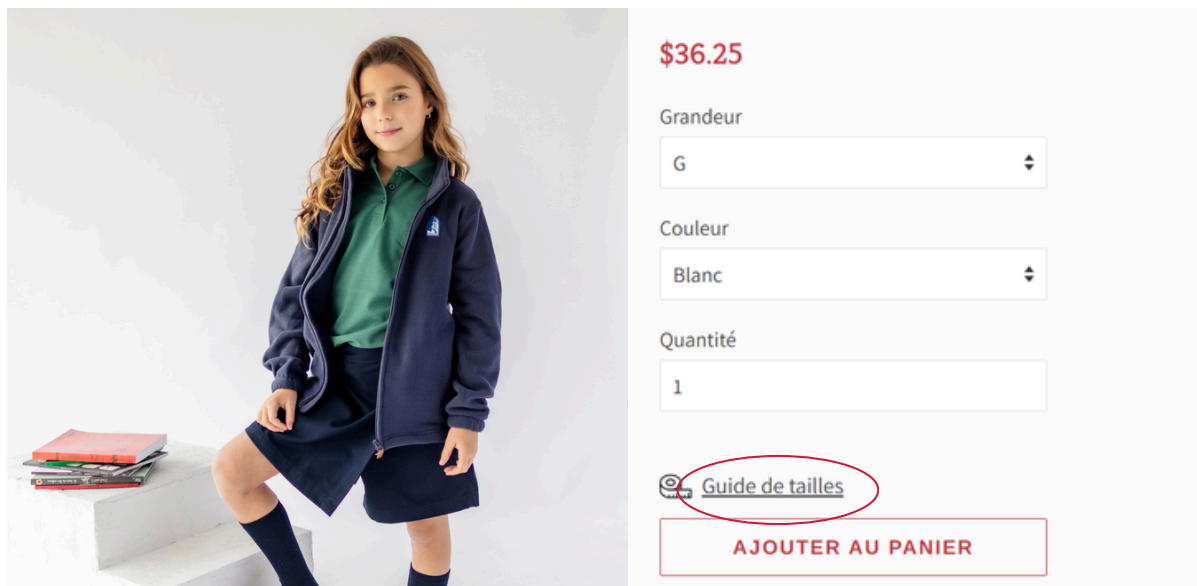 $36.25
Grandeur
G
Couleur
Blanc
Quantité
1
Guide de tailles
AJOUTER AU PANIER